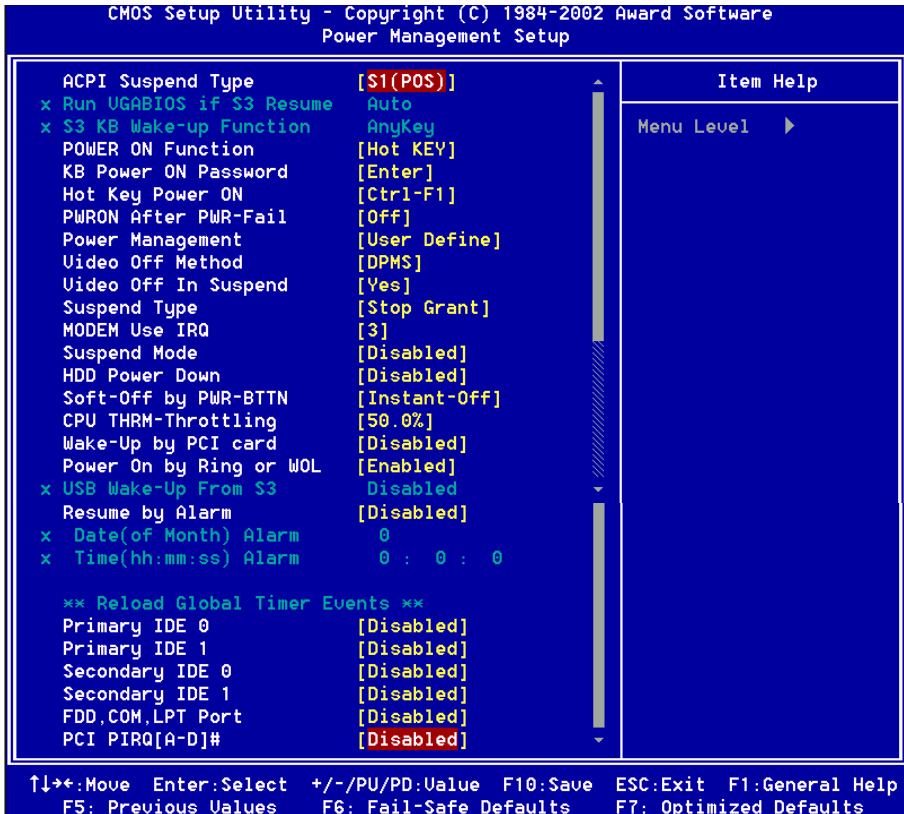 CMOS Setup Utility - Copyright (C) 1984-2002 Award Software
Power Management Setup
ACPI Suspend Type [S1(POS)]
x Run VGABIOS if S3 Resume Auto
x S3 KB Wake-up Function AnyKey
POWER ON Function [Hot KEY]
KB Power ON Password [Enter]
Hot Key Power ON [Ctrl-F1]
PWRON After PWR-Fail [Off]
Power Management [User Define]
Video Off Method [DPMS]
Video Off In Suspend [Yes]
Suspend Type [Stop Grant]
MODEM Use IRQ [3]
Suspend Mode [Disabled]
HDD Power Down [Disabled]
Soft-Off by PWR-BTTN [Instant-Off]
CPU THRM-Throttling [50.0%]
Wake-Up by PCI card [Disabled]
Power On by Ring or WOL [Enabled]
x USB Wake-Up From S3 Disabled
Resume by Alarm [Disabled]
x Date(of Month) Alarm 0
x Time(hh:mm:ss) Alarm 0 : 0 : 0
** Reload Global Timer Events **
Primary IDE 0 [Disabled]
Primary IDE 1 [Disabled]
Secondary IDE 0 [Disabled]
Secondary IDE 1 [Disabled]
FDD,COM,LPT Port [Disabled]
PCI PIRQ[A-D]# [Disabled]
Item Help
Menu Level ▶
↑↓→←:Move Enter:Select +/-/PU/PD:Value F10:Save ESC:Exit F1:General Help
F5: Previous Values F6: Fail-Safe Defaults F7: Optimized Defaults